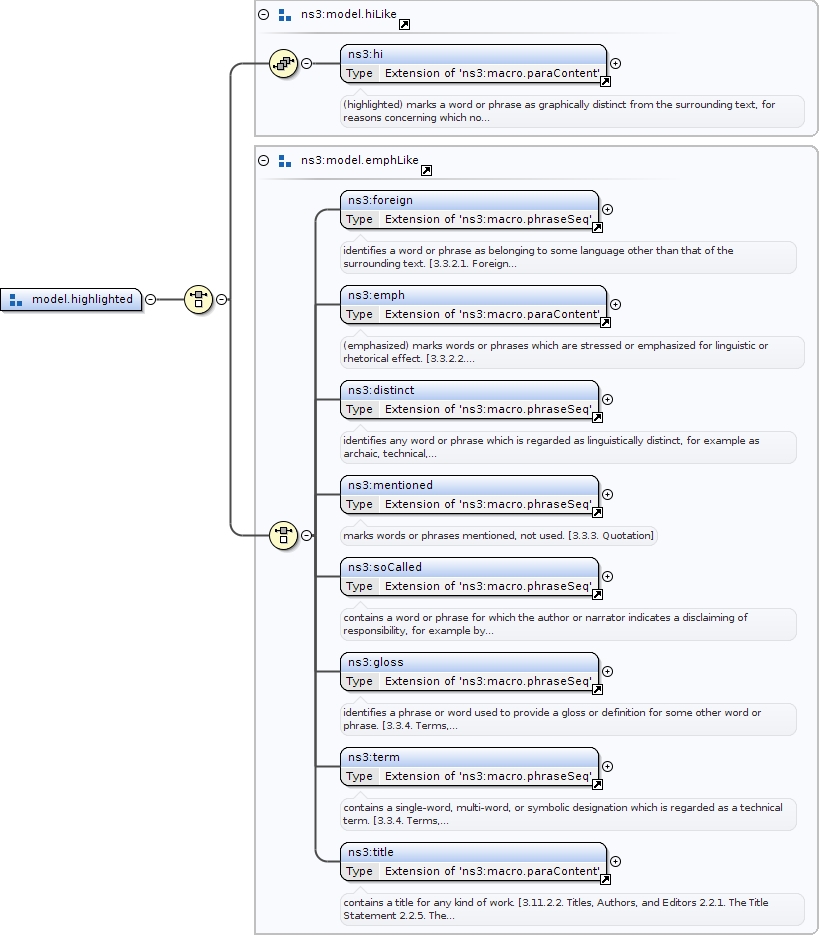 ns3:model.hiLike
ns3:hi
Type Extension of 'ns3:macro.paraContent'
(highlighted) marks a word or phrase as graphically distinct from the surrounding text, for
reasons concerning which no...
ns3:model.emphLike
ns3:foreign
Type Extension of 'ns3:macro.phraseSeq'
identifies a word or phrase as belonging to some language other than that of the
surrounding text. [3.3.2.1. Foreign...
model.highlighted
ns3:emph
Type Extension of 'ns3:macro.paraContent'
(emphasized) marks words or phrases which are stressed or emphasized for linguistic or
rhetorical effect. [3.3.2.2....
ns3:distinct
Type Extension of 'ns3:macro.phraseSeq'
identifies any word or phrase which is regarded as linguistically distinct, for example as
archaic, technical,...
ns3:mentioned
Type Extension of 'ns3:macro.phraseSeq'
marks words or phrases mentioned, not used. [3.3.3. Quotation]
ns3:soCalled
Type Extension of 'ns3:macro.phraseSeq'
contains a word or phrase for which the author or narrator indicates a disclaiming of
responsibility, for example by...
ns3:gloss
Type Extension of 'ns3:macro.phraseSeq'
identifies a phrase or word used to provide a gloss or definition for some other word or
phrase. [3.3.4. Terms,...
ns3:term
Type Extension of 'ns3:macro.phraseSeq'
contains a single-word, multi-word, or symbolic designation which is regarded as a technical
term. [3.3.4. Terms,...
ns3:title
Type Extension of 'ns3:macro.paraContent'
contains a title for any kind of work. [3.11.2.2. Titles, Authors, and Editors 2.2.1. The Title
Statement 2.2.5. The...